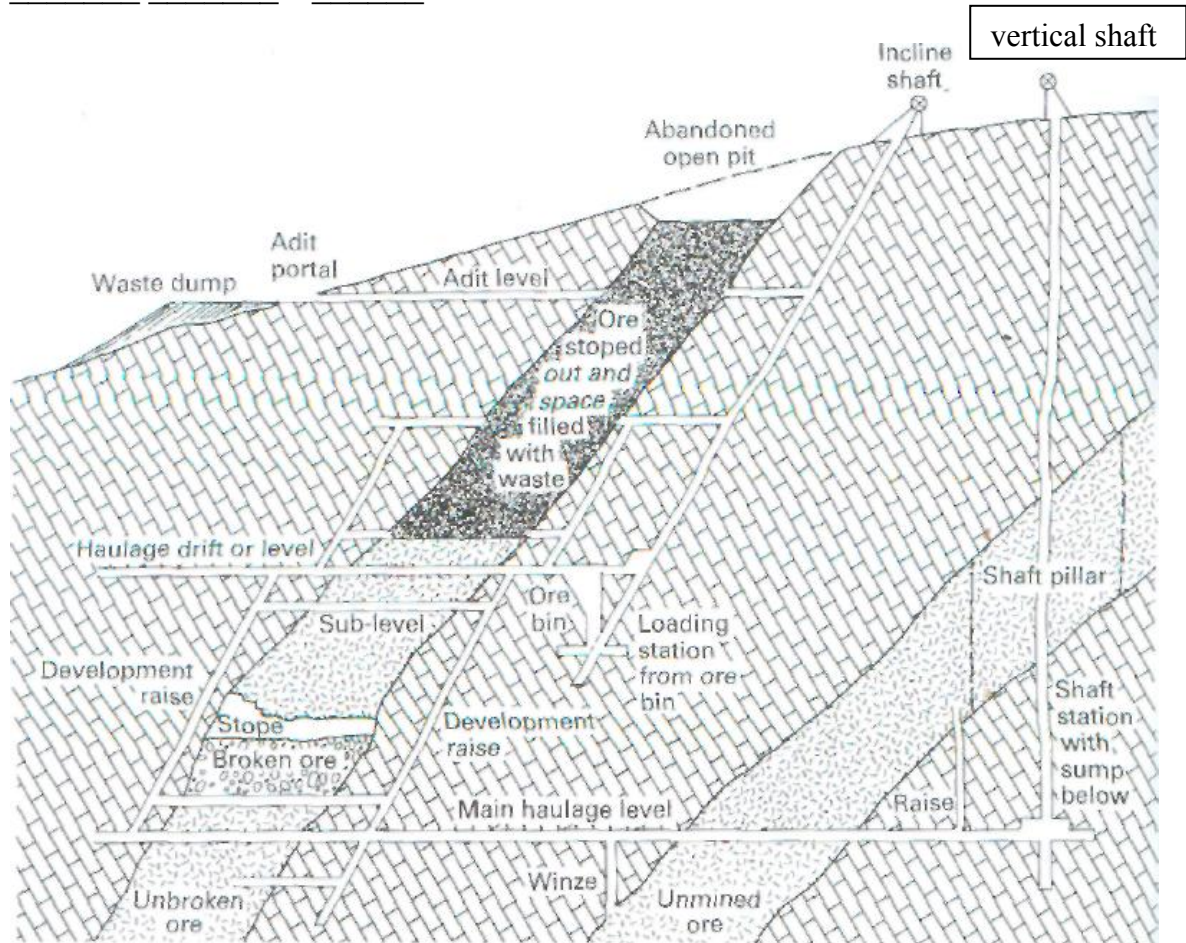 vertical shaft
Incline
shaft
Abandoned
open pit
Adit
portal
Waste dump
Adit level
Ore
stoped
out and
space
filled
with
waste
Haulage drift or level
Ore
bin
Shaft pillar
Sub-level
Loading
station
from ore
bin
Development
raise
Stope
Development
raise
Shaft
station
with
sump
below
Broken ore
Main haulage level
Raise
Winze
Unbroken
ore
Unmined
ore